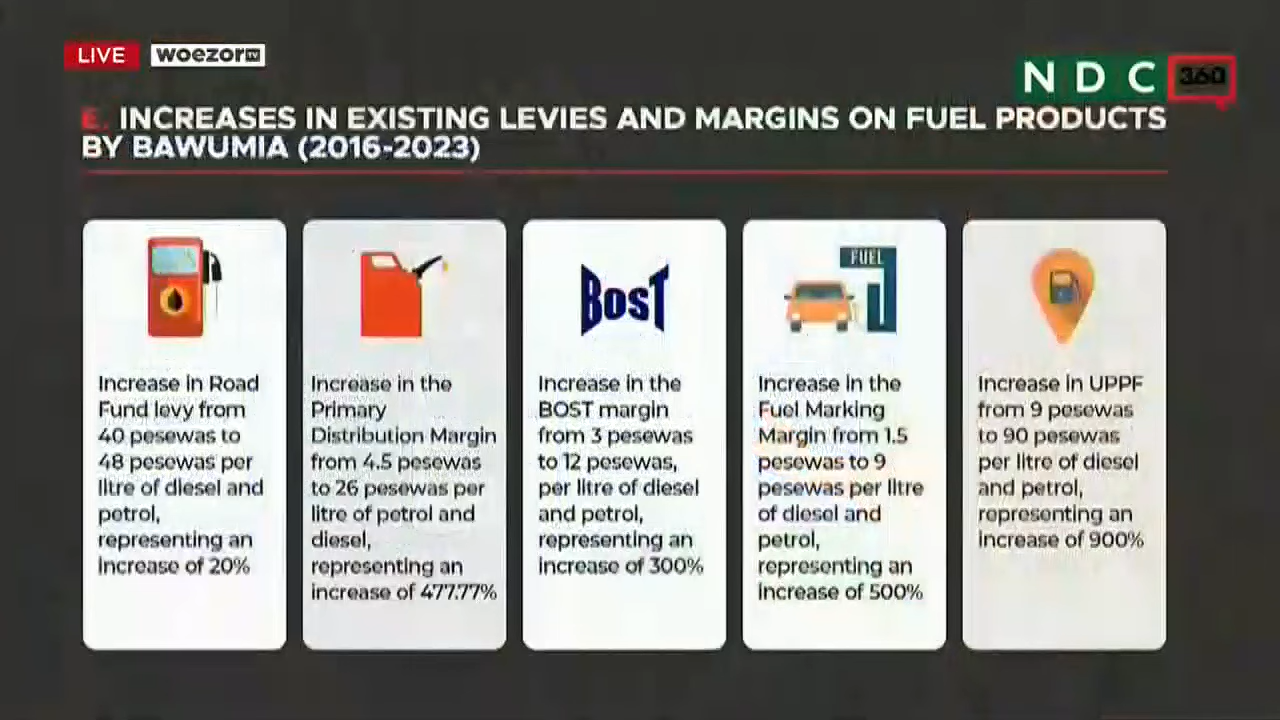 LIVE woezor tv
NDC 360
E. INCREASES IN EXISTING LEVIES AND MARGINS ON FUEL PRODUCTS
BY BAWUMIA (2016-2023)
Increase in Road
Fund levy from
40 pesewas to
48 pesewas per
litre of diesel and
petrol,
representing an
increase of 20%
Increase in the
Primary
Distribution Margin
from 4.5 pesewas
to 26 pesewas per
litre of petrol and
diesel,
representing an
increase of 477.77%
BOST
Increase in the
BOST margin
from 3 pesewas
to 12 pesewas,
per litre of diesel
and petrol,
representing an
increase of 300%
FUEL
Increase in the
Fuel Marking
Margin from 1.5
pesewas to 9
pesewas per litre
of diesel and
petrol,
representing an
increase of 500%
Increase in UPPF
from 9 pesewas
to 90 pesewas
per litre of diesel
and petrol,
representing an
increase of 900%